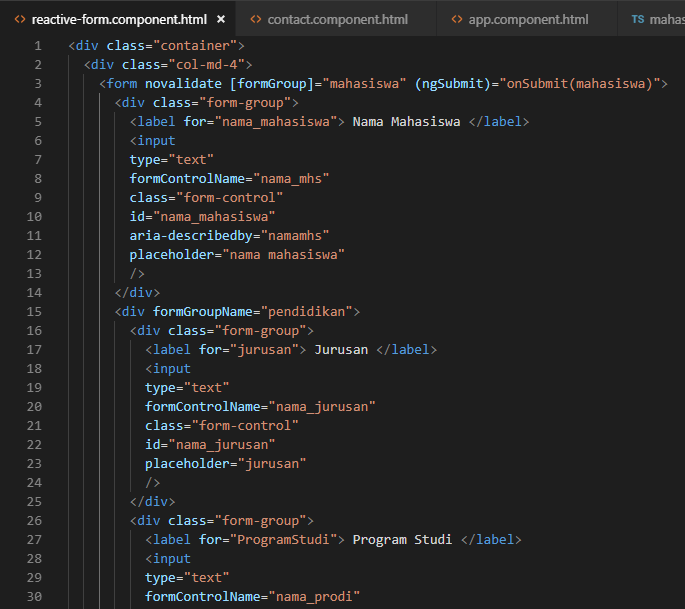 reactive-form.component.html × contact.component.html app.component.html TS mahas
1 <div class="container">
2 <div class="col-md-4">
3 <form novalidate [formGroup]="mahasiswa" (ngSubmit)="onSubmit(mahasiswa)">
4 <div class="form-group">
5 <label for="nama_mahasiswa"> Nama Mahasiswa </label>
6 <input
7 type="text"
8 formControlName="nama_mhs"
9 class="form-control"
10 id="nama_mahasiswa"
11 aria-describedby="namamhs"
12 placeholder="nama mahasiswa"
13 />
14 </div>
15 <div formGroupName="pendidikan">
16 <div class="form-group">
17 <label for="jurusan"> Jurusan </label>
18 <input
19 type="text"
20 formControlName="nama_jurusan"
21 class="form-control"
22 id="nama_jurusan"
23 placeholder="jurusan"
24 />
25 </div>
26 <div class="form-group">
27 <label for="ProgramStudi"> Program Studi </label>
28 <input
29 type="text"
30 formControlName="nama_prodi"